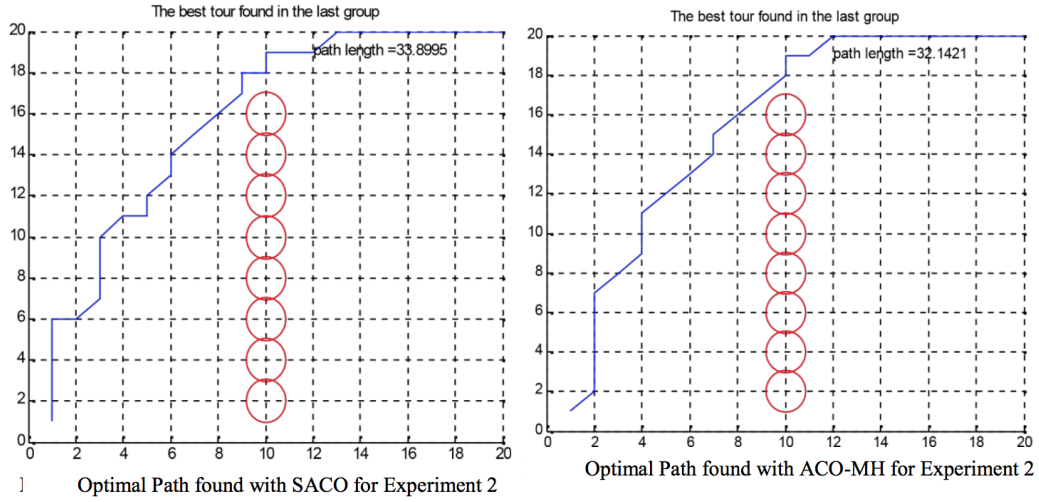 The best tour found in the last group
20
18
16
14
12
10
8
6
4
2
0
path length =33.8995
0 2 4 6 8 10 12 14 16 18 20
Optimal Path found with SACO for Experiment 2
The best tour found in the last group
20
18
16
14
12
10
8
6
4
2
0
path length =32.1421
0 2 4 6 8 10 12 14 16 18 20
Optimal Path found with ACO-MH for Experiment 2